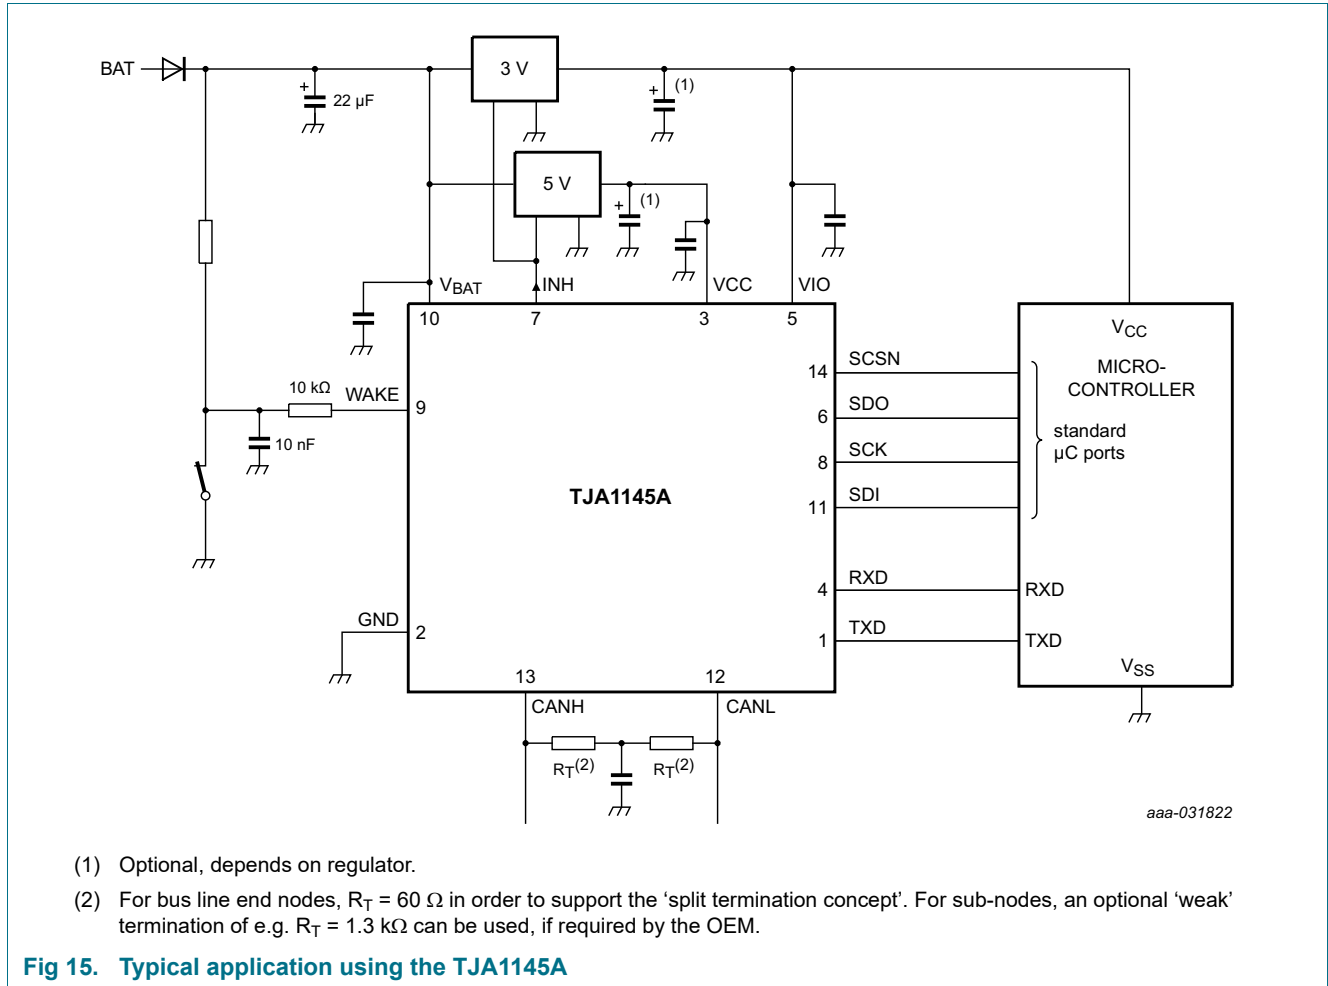 BAT
3 V
(1)
22 µF
5 V
(1)
VBAT
INH
VCC
VIO
10
7
3
5
VCC
MICRO-
CONTROLLER
14
SCSN
10 kΩ
WAKE
9
6
SDO
standard
µC ports
10 nF
8
SCK
TJA1145A
11
SDI
4
RXD
RXD
GND
2
1
TXD
TXD
VSS
13
12
CANH
CANL
RT(2)
RT(2)
aaa-031822
(1) Optional, depends on regulator.
(2) For bus line end nodes, RT = 60 Ω in order to support the ‘split termination concept’. For sub-nodes, an optional ‘weak’
termination of e.g. RT = 1.3 kΩ can be used, if required by the OEM.
Fig 15. Typical application using the TJA1145A